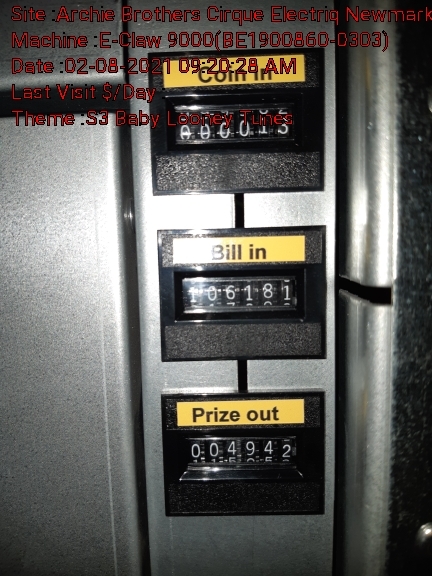 Site :Archie Brothers Cirque Electriq Newmark
Machine :E-Claw 9000(BE1900860-0303)
Date :02-08-2021 09:20:28 AM
Coin in
Last Visit $/Day
Theme :S3 Baby Looney Tunes
000013
Bill in
106181
Prize out
004942